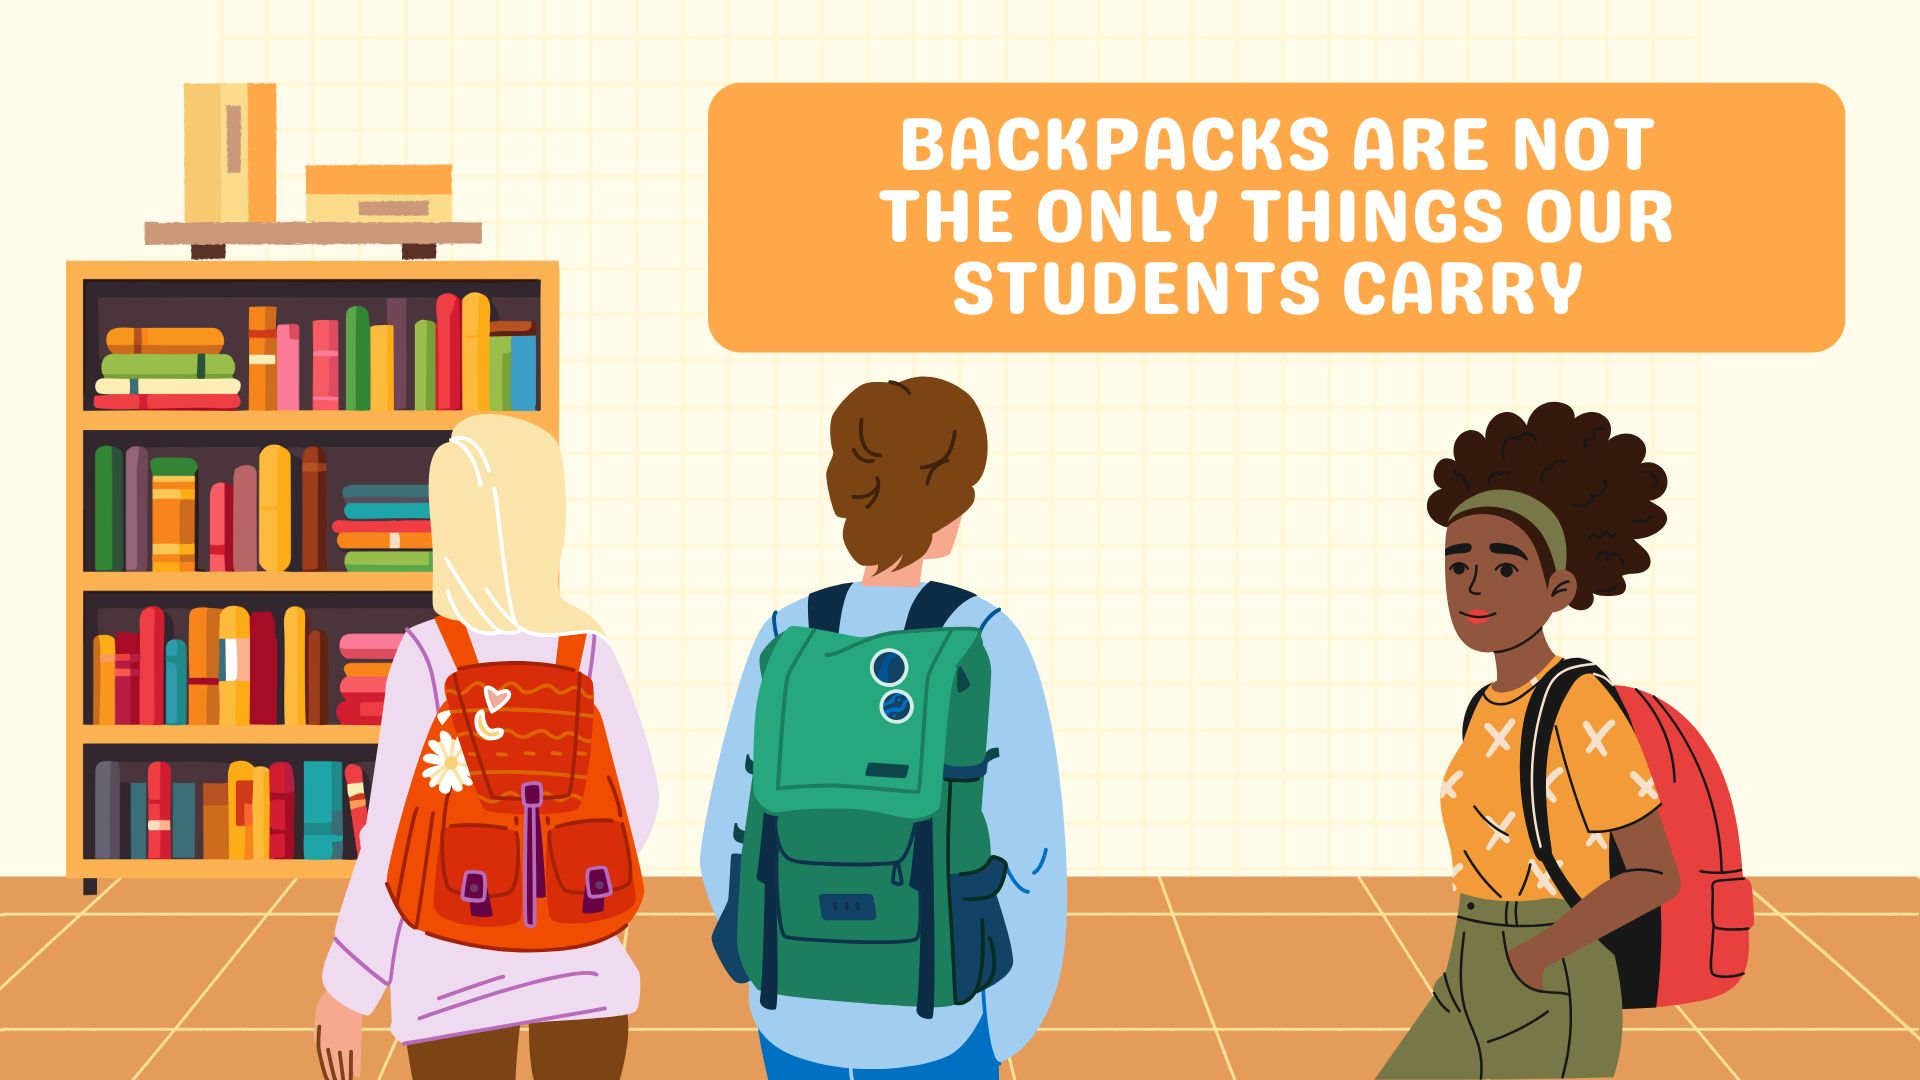 BACKPACKS ARE NOT
THE ONLY THINGS OUR
STUDENTS CARRY